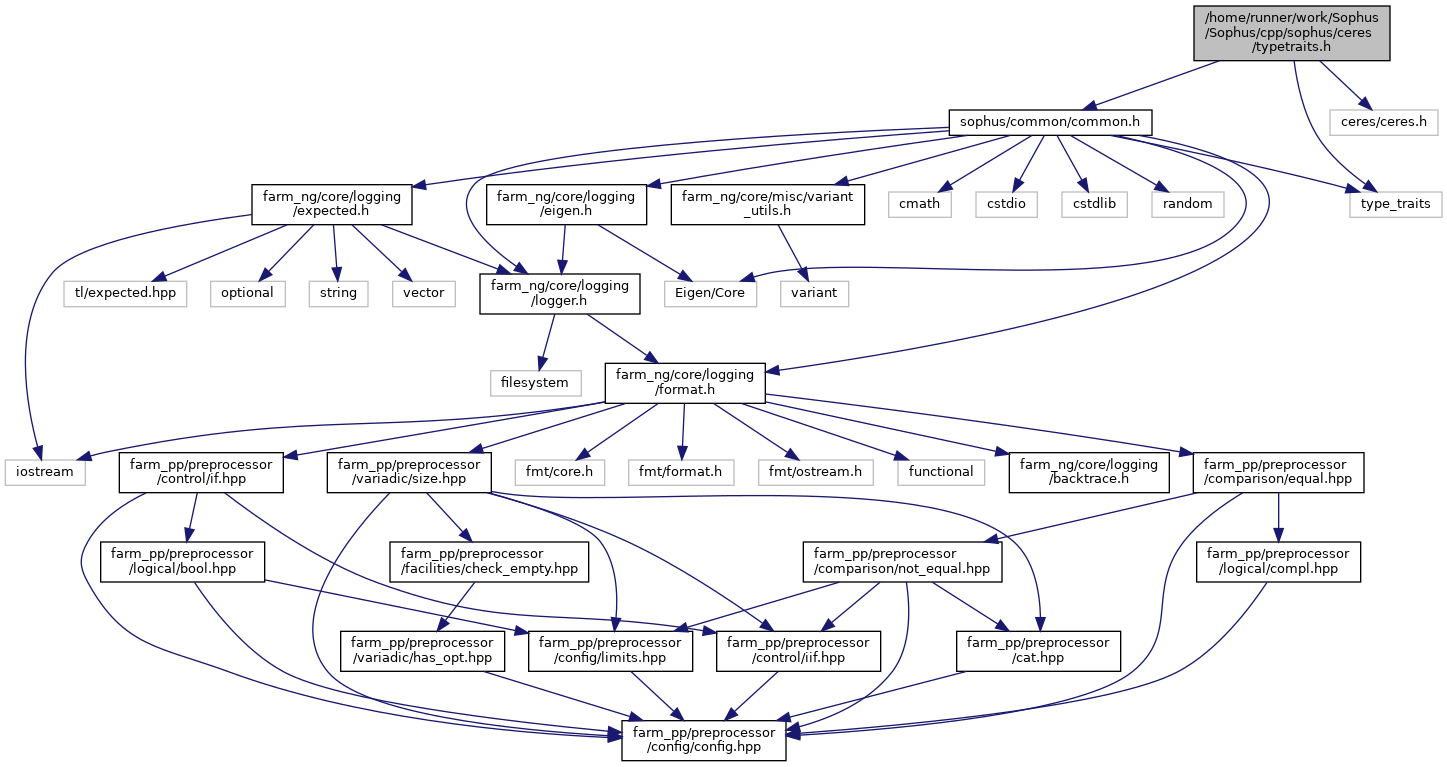 /home/runner/work/Sophus
/Sophus/cpp/sophus/ceres
/typetraits.h
sophus/common/common.h
ceres/ceres.h
farm_ng/core/logging
/expected.h
farm_ng/core/logging
/eigen.h
farm_ng/core/misc/variant
_utils.h
cmath
cstdio
cstdlib
random
type_traits
tl/expected.hpp
optional
string
vector
farm_ng/core/logging
/logger.h
Eigen/Core
variant
filesystem
farm_ng/core/logging
/format.h
iostream
farm_pp/preprocessor
/control/if.hpp
farm_pp/preprocessor
/variadic/size.hpp
fmt/core.h
fmt/format.h
fmt/ostream.h
functional
farm_ng/core/logging
/backtrace.h
farm_pp/preprocessor
/comparison/equal.hpp
farm_pp/preprocessor
/logical/bool.hpp
farm_pp/preprocessor
/facilities/check_empty.hpp
farm_pp/preprocessor
/comparison/not_equal.hpp
farm_pp/preprocessor
/logical/compl.hpp
farm_pp/preprocessor
/variadic/has_opt.hpp
farm_pp/preprocessor
/config/limits.hpp
farm_pp/preprocessor
/control/iif.hpp
farm_pp/preprocessor
/cat.hpp
farm_pp/preprocessor
/config/config.hpp